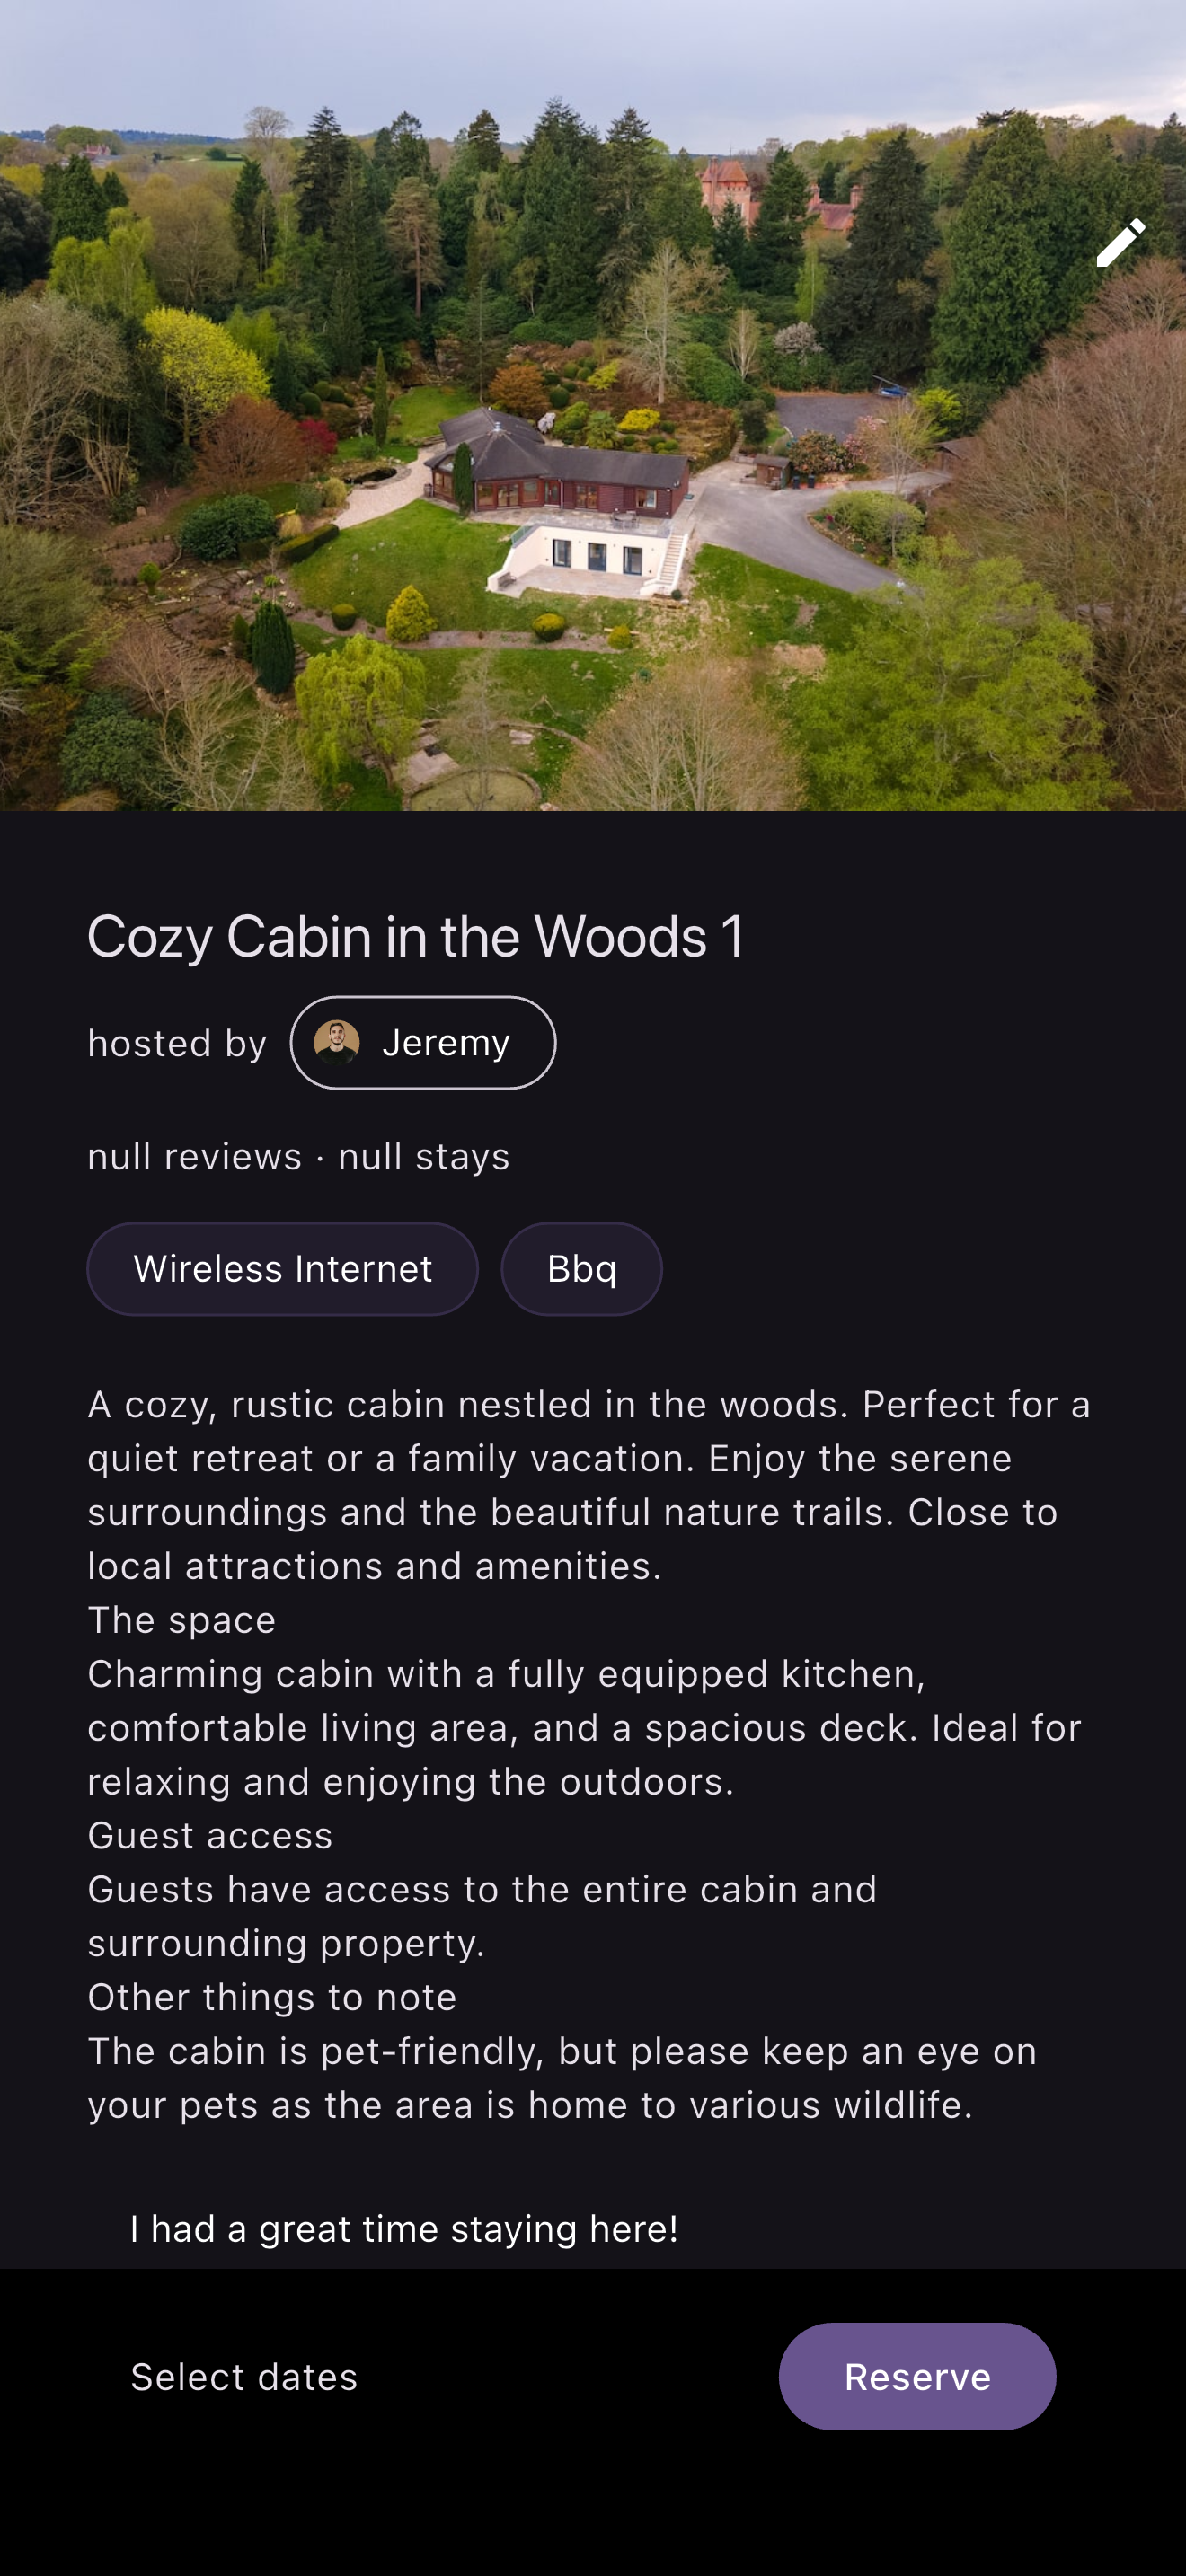 Cozy Cabin in the Woods 1
hosted by Jeremy
null reviews · null stays
Wireless Internet Bbq
A cozy, rustic cabin nestled in the woods. Perfect for a
quiet retreat or a family vacation. Enjoy the serene
surroundings and the beautiful nature trails. Close to
local attractions and amenities.
The space
Charming cabin with a fully equipped kitchen,
comfortable living area, and a spacious deck. Ideal for
relaxing and enjoying the outdoors.
Guest access
Guests have access to the entire cabin and
surrounding property.
Other things to note
The cabin is pet-friendly, but please keep an eye on
your pets as the area is home to various wildlife.
I had a great time staying here!
Select dates Reserve